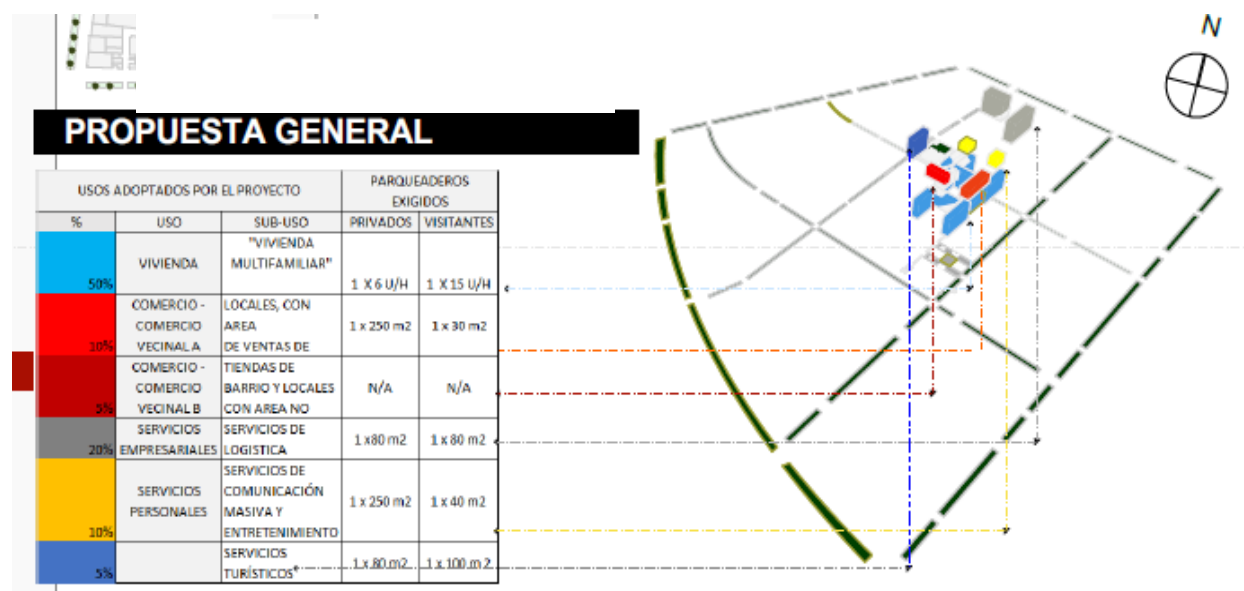 N
PROPUESTA GENERAL
USOS ADOPTADOS POR EL PROYECTO
PARQUEADEROS
EXIGIDOS
% USO SUB-USO PRIVADOS VISITANTES
50%
VIVIENDA
"VIVIENDA
MULTIFAMILIAR"
1 X 6 U/H
1 X 15 U/H
10%
COMERCIO -
COMERCIO
VECINAL A
LOCALES, CON
AREA
DE VENTAS DE
1 x 250 m2
1 x 30 m2
5%
COMERCIO -
COMERCIO
VECINAL B
TIENDAS DE
BARRIO Y LOCALES
CON AREA NO
N/A
N/A
20%
SERVICIOS
EMPRESARIALES
SERVICIOS DE
LOGISTICA
1 x80 m2
1 x 80 m2
10%
SERVICIOS
PERSONALES
SERVICIOS DE
COMUNICACIÓN
MASIVA Y
ENTRETENIMIENTO
1 x 250 m2
1 x 40 m2
5%
SERVICIOS
TURÍSTICOS
1 x 80 m2
1 x 100 m 2